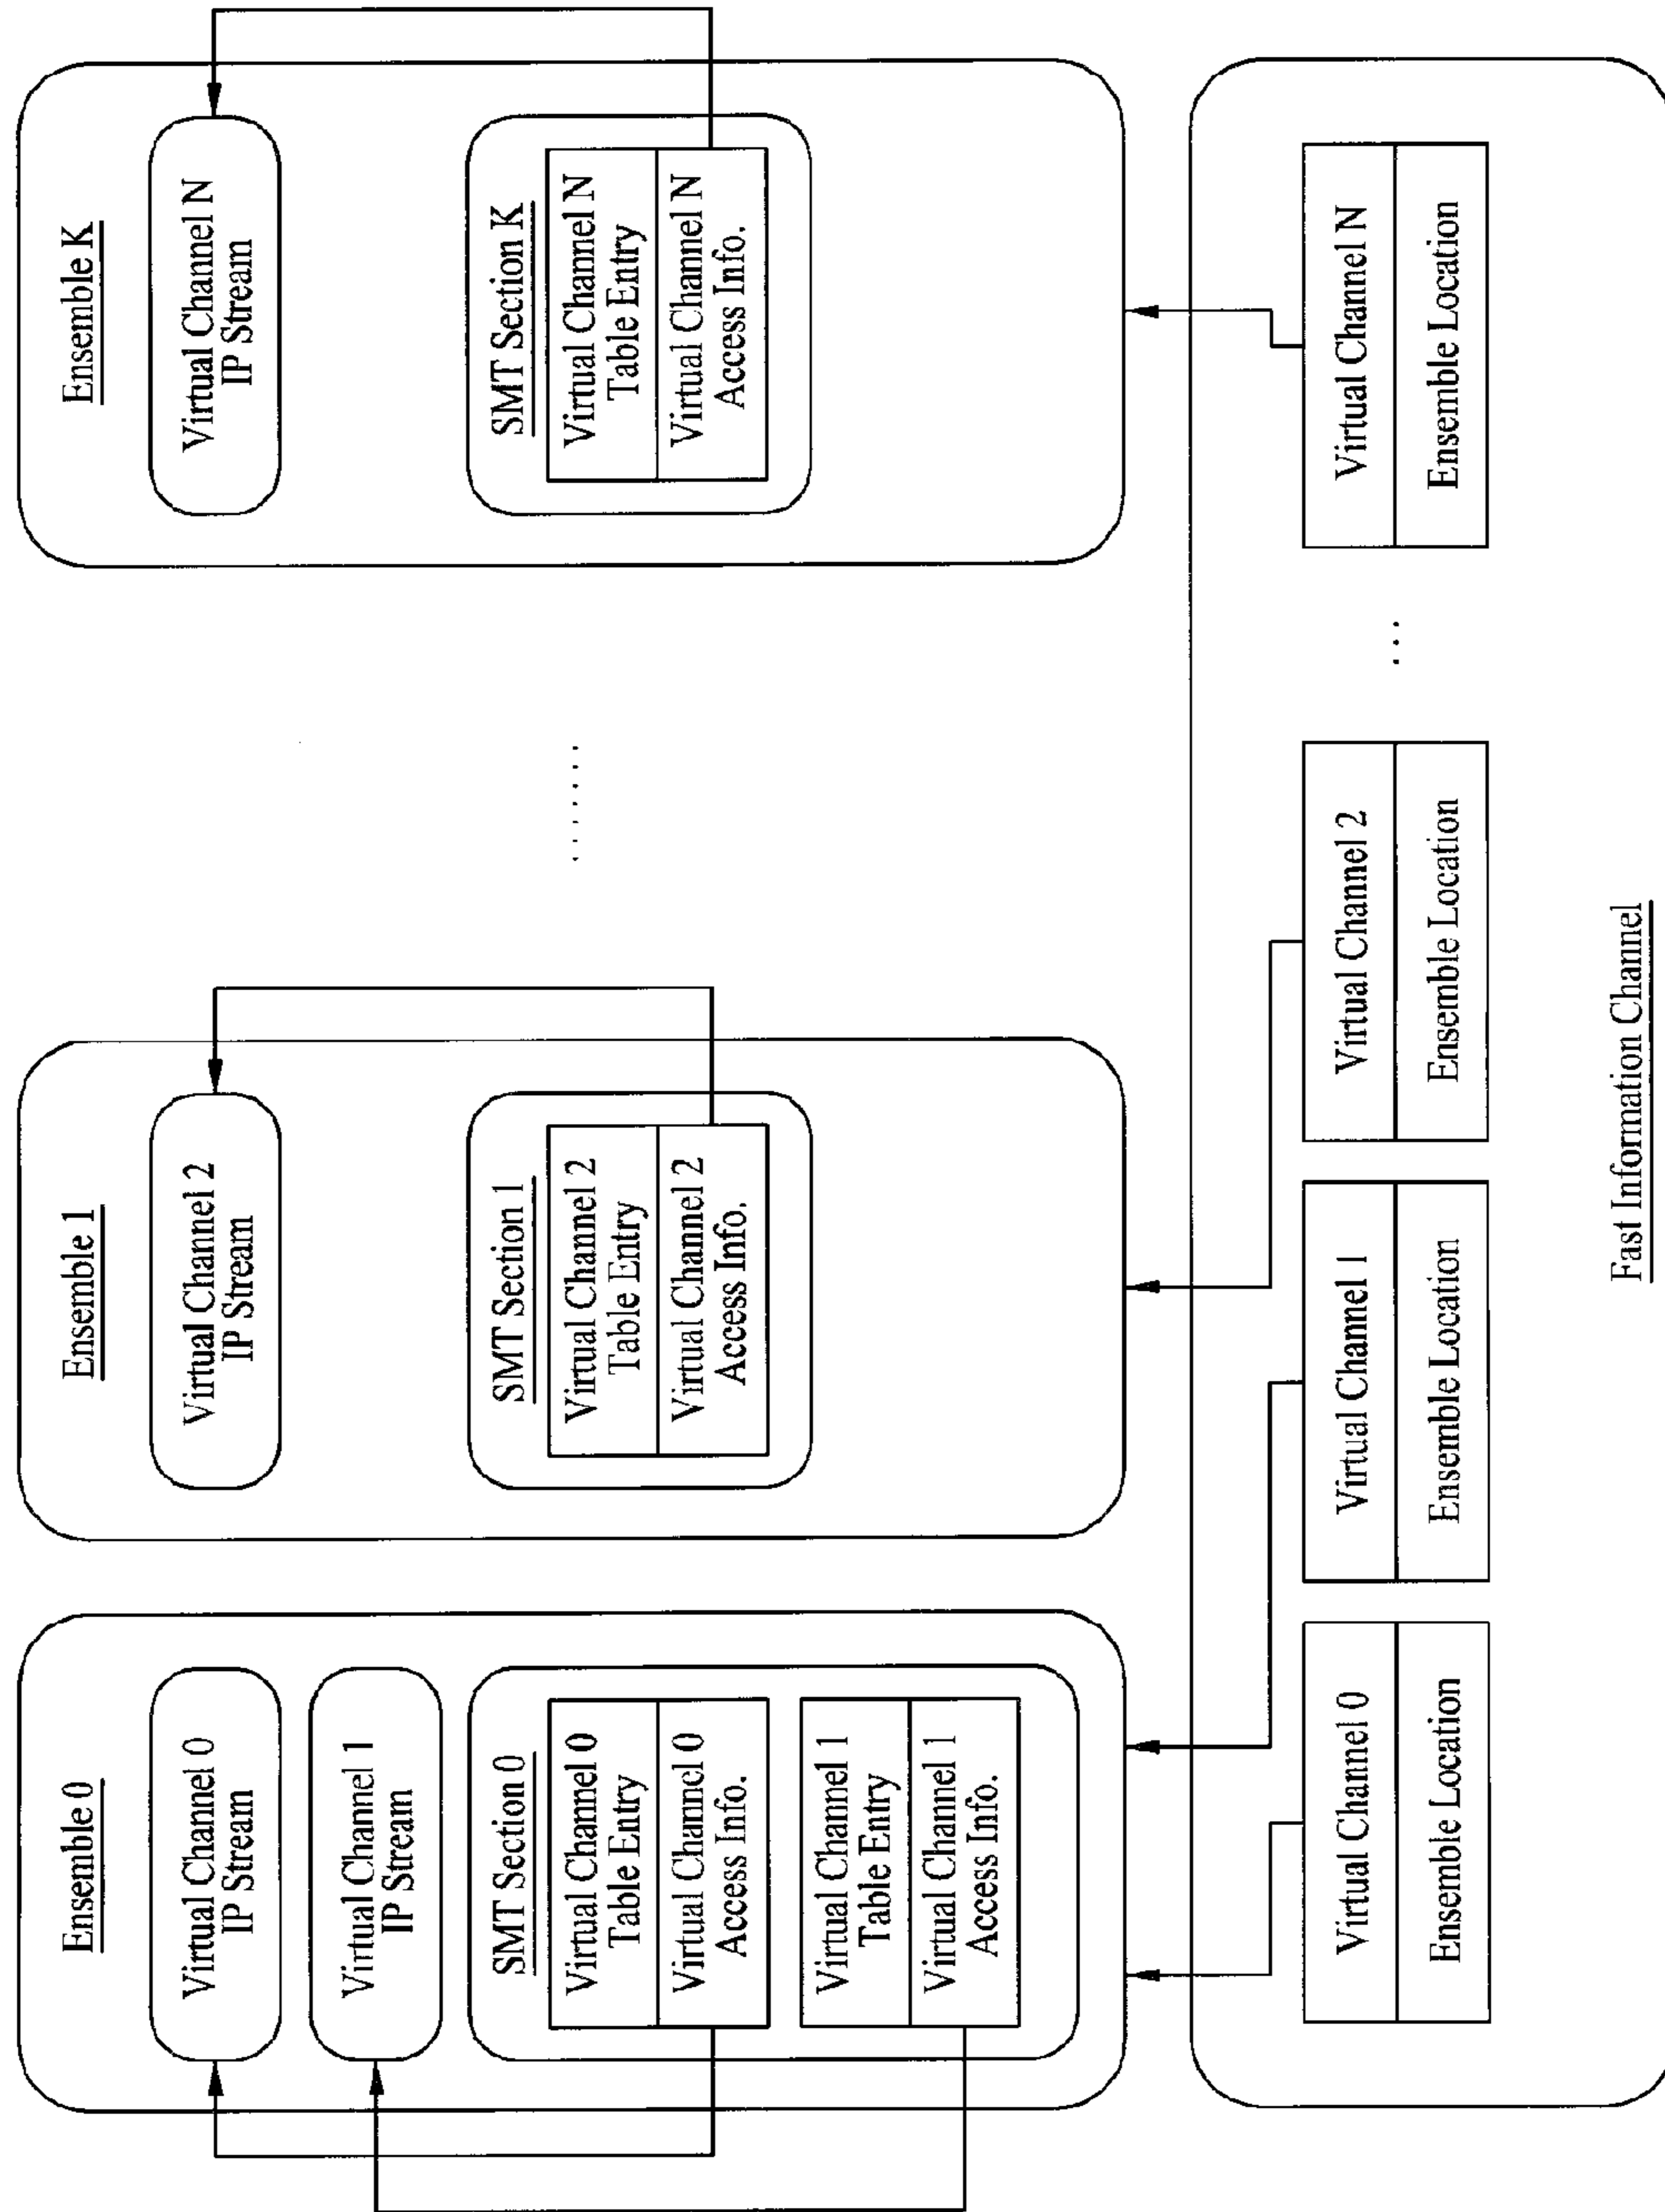 Ensemble 0
Virtual Channel 0
IP Stream
Virtual Channel 1
IP Stream
SMT Section 0
Virtual Channel 0
Table Entry
Virtual Channel 0
Access Info.
Virtual Channel 1
Table Entry
Virtual Channel 1
Access Info.
Ensemble 1
Virtual Channel 2
IP Stream
SMT Section 1
Virtual Channel 2
Table Entry
Virtual Channel 2
Access Info.
. . . . . . .
Ensemble K
Virtual Channel N
IP Stream
SMT Section K
Virtual Channel N
Table Entry
Virtual Channel N
Access Info.
Virtual Channel 0
Ensemble Location
Virtual Channel 1
Ensemble Location
Virtual Channel 2
Ensemble Location
. . .
Virtual Channel N
Ensemble Location
Fast Information Channel